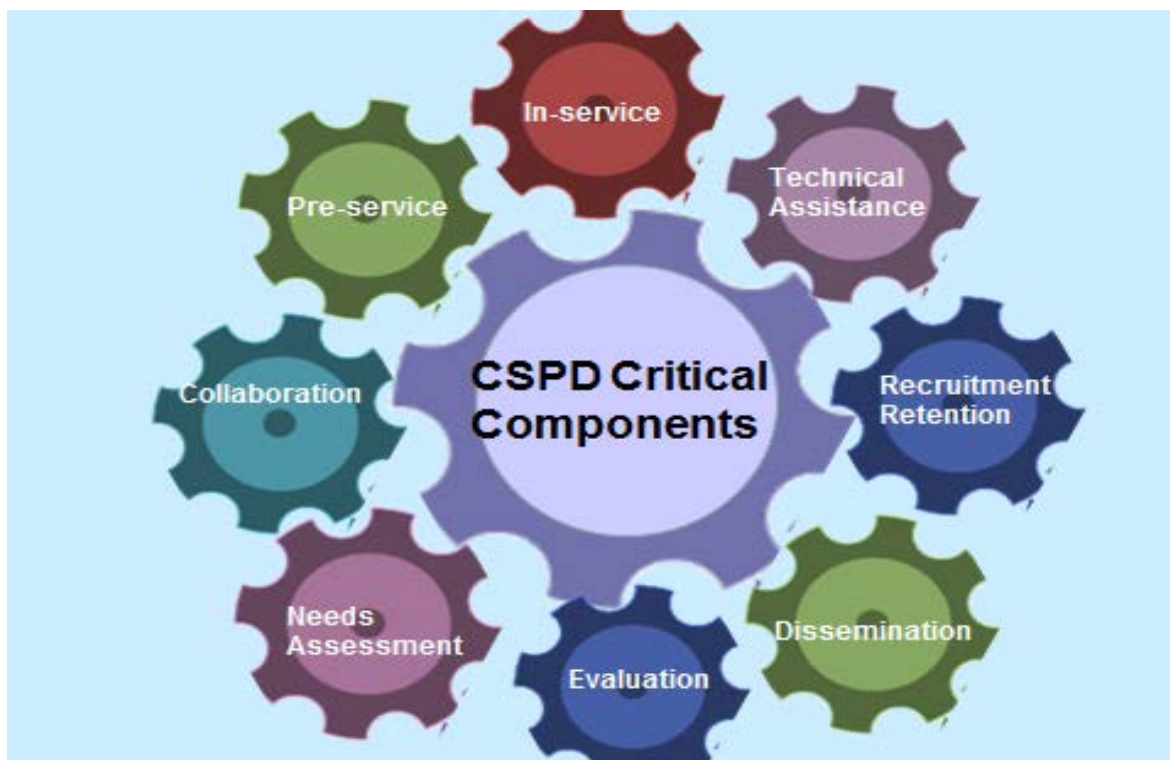 In-service
Technical
Assistance
Pre-service
CSPD Critical
Components
Recruitment
Retention
Collaboration
Needs
Assessment
Evaluation
Dissemination